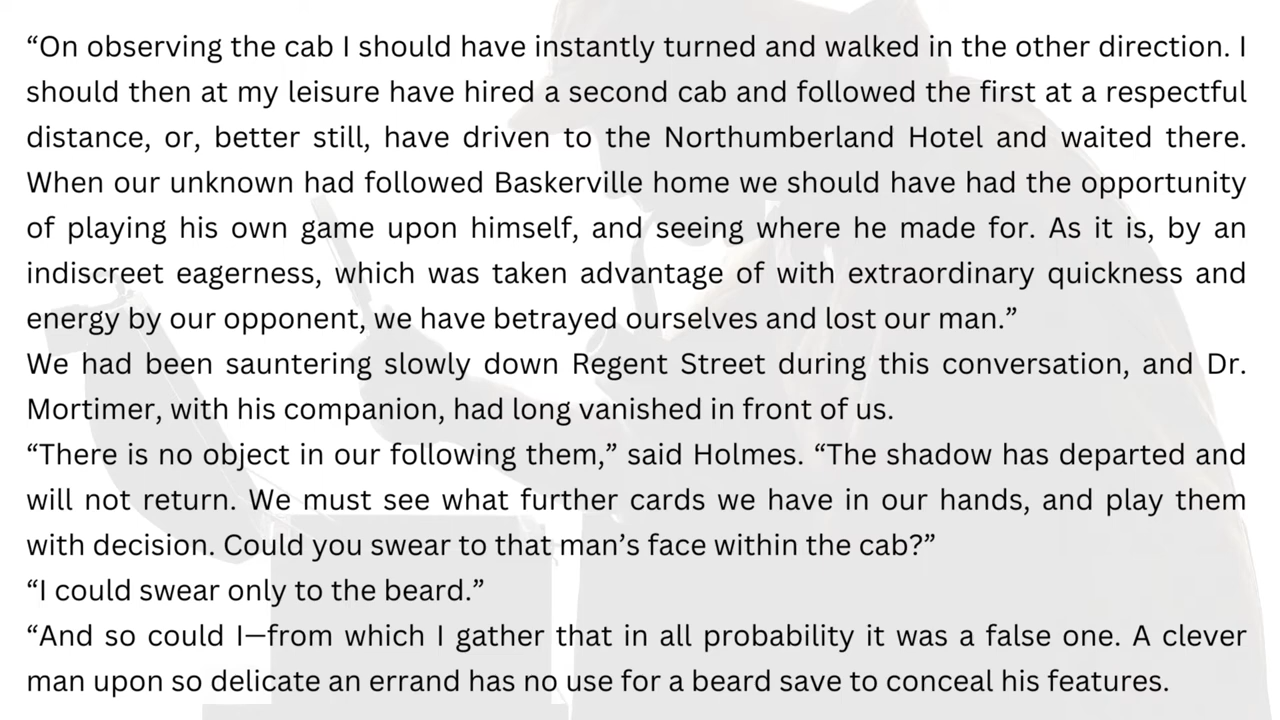 “On observing the cab I should have instantly turned and walked in the other direction. I
should then at my leisure have hired a second cab and followed the first at a respectful
distance, or, better still, have driven to the Northumberland Hotel and waited there.
When our unknown had followed Baskerville home we should have had the opportunity
of playing his own game upon himself, and seeing where he made for. As it is, by an
indiscreet eagerness, which was taken advantage of with extraordinary quickness and
energy by our opponent, we have betrayed ourselves and lost our man.”
We had been sauntering slowly down Regent Street during this conversation, and Dr.
Mortimer, with his companion, had long vanished in front of us.
“There is no object in our following them,” said Holmes. “The shadow has departed and
will not return. We must see what further cards we have in our hands, and play them
with decision. Could you swear to that man’s face within the cab?”
“I could swear only to the beard.”
“And so could I—from which I gather that in all probability it was a false one. A clever
man upon so delicate an errand has no use for a beard save to conceal his features.